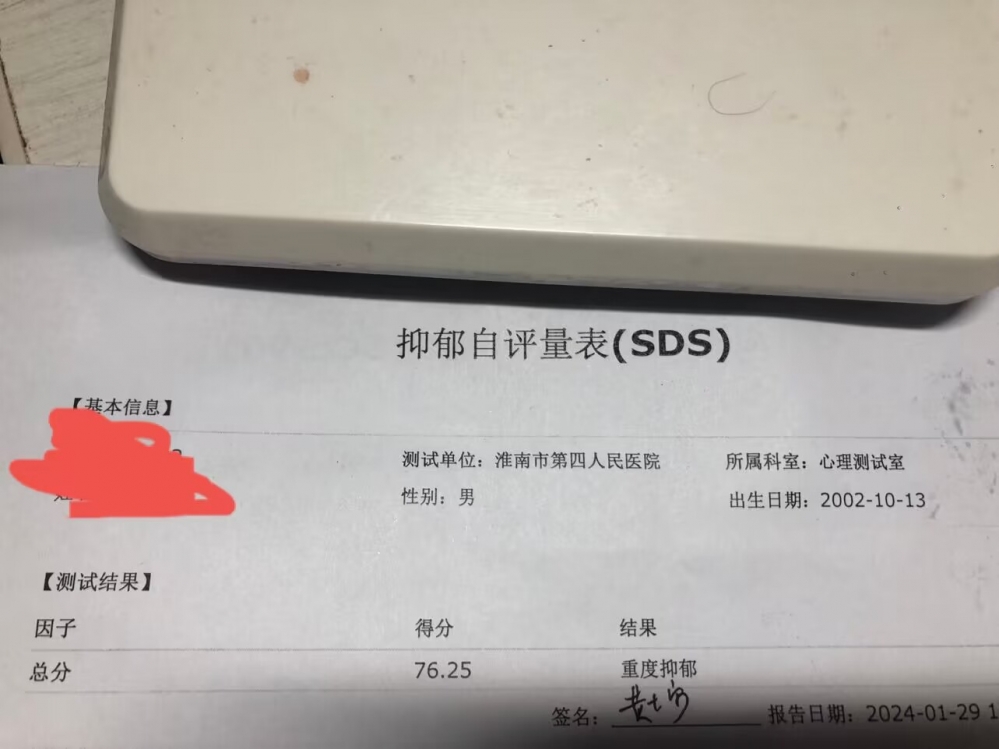 抑郁自评量表(SDS)
【基本信息】
测试单位：淮南市第四人民医院 所属科室：心理测试室
性别：男 出生日期：2002-10-13
【测试结果】
因子 得分 结果
总分 76.25 重度抑郁
签名： 报告日期：2024-01-29 1